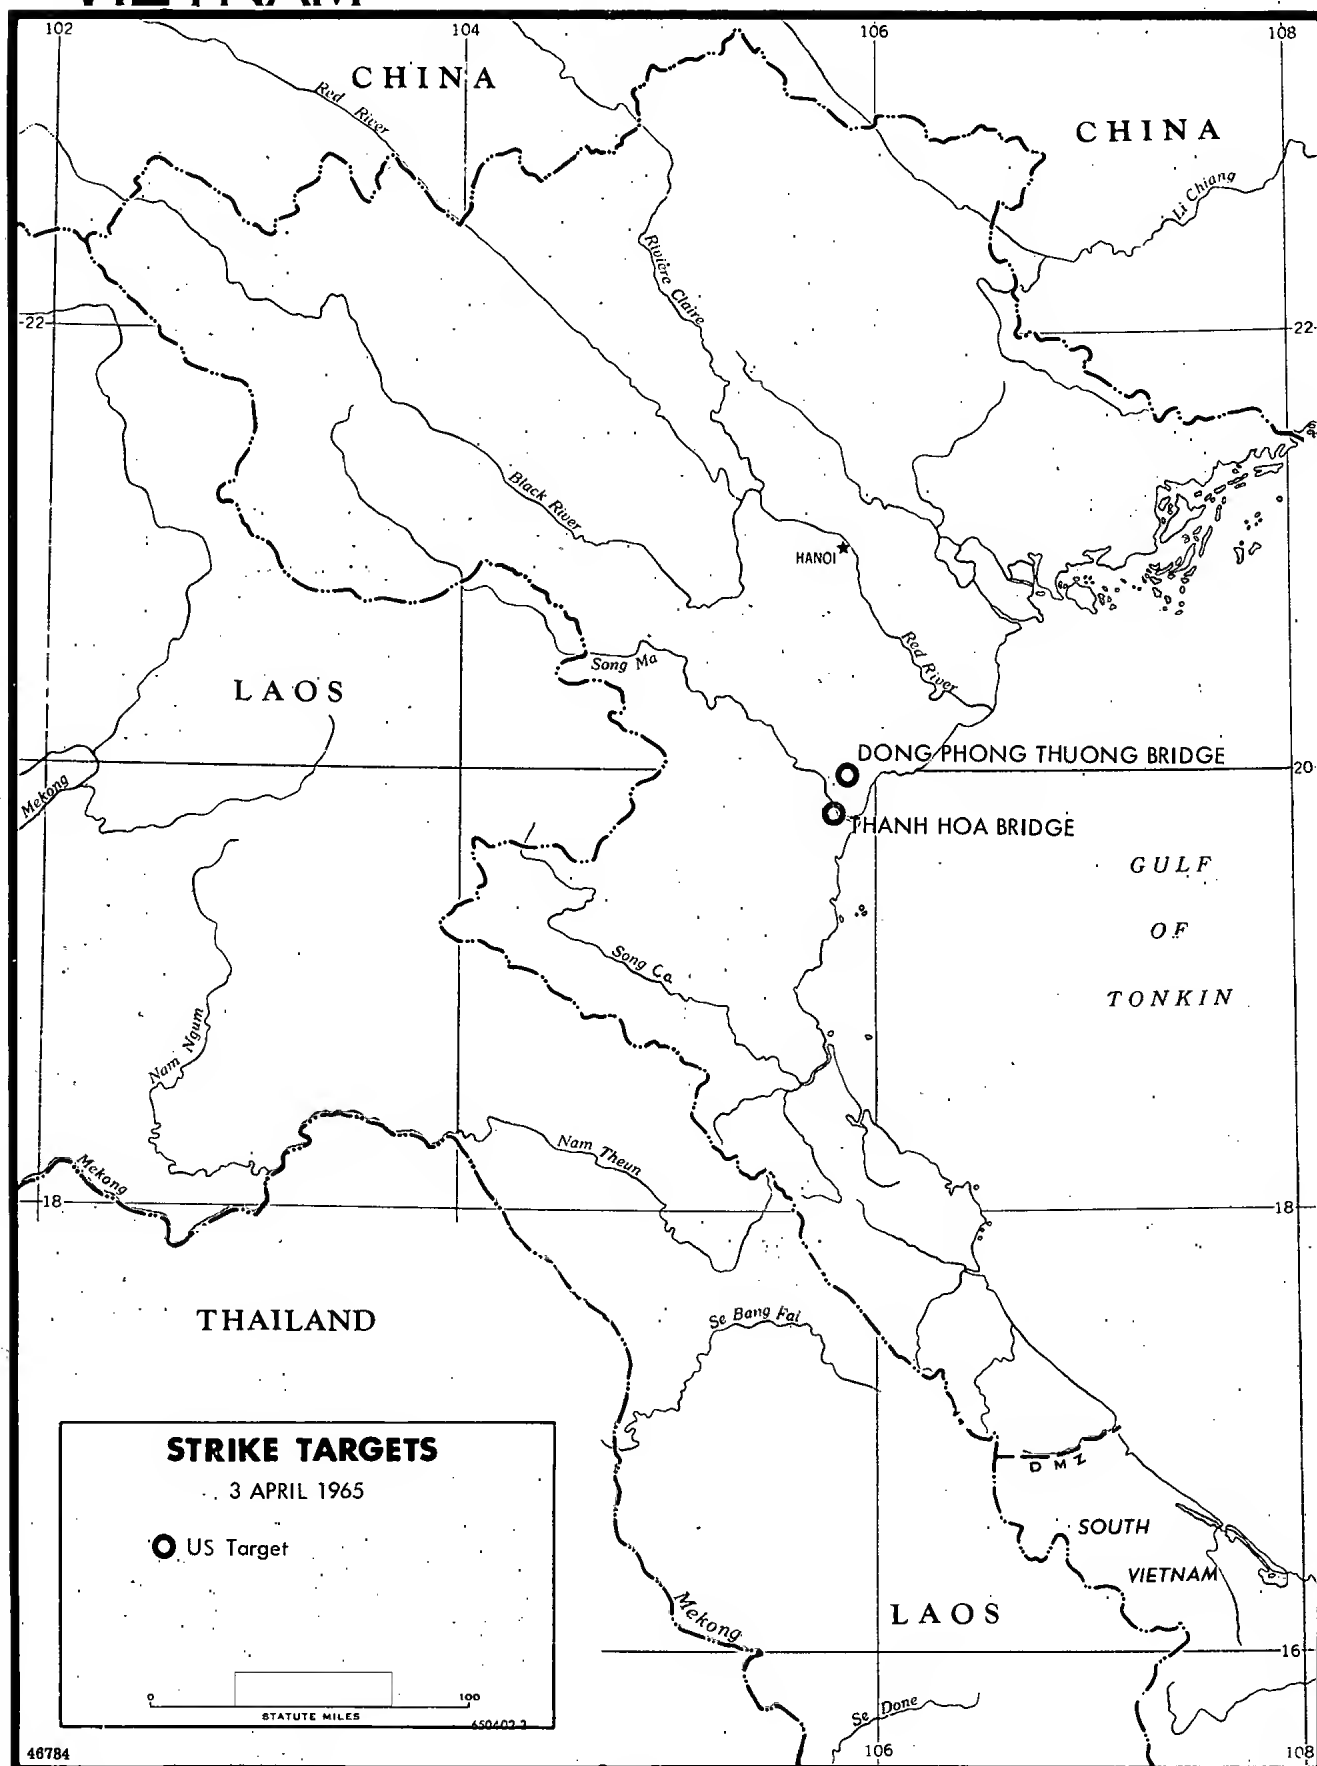 VIETNAM
102
104
106
108
CHINA
Red River
CHINA
Li Chiang
Rivière Claire
22
22
Black River
HANOI
Song Ma
Red River
LAOS
DONG PHONG THUONG BRIDGE
20
Mekong
THANH HOA BRIDGE
GULF
OF
TONKIN
Song Ca
Nam Ngum
Nam Theun
Mekong
18
18
Se Bang Fai
THAILAND
STRIKE TARGETS
3 APRIL 1965
US Target
0
100
STATUTE MILES
650402 2
DMZ
SOUTH
VIETNAM
Mekong
LAOS
16
Se Done
46784
106
108